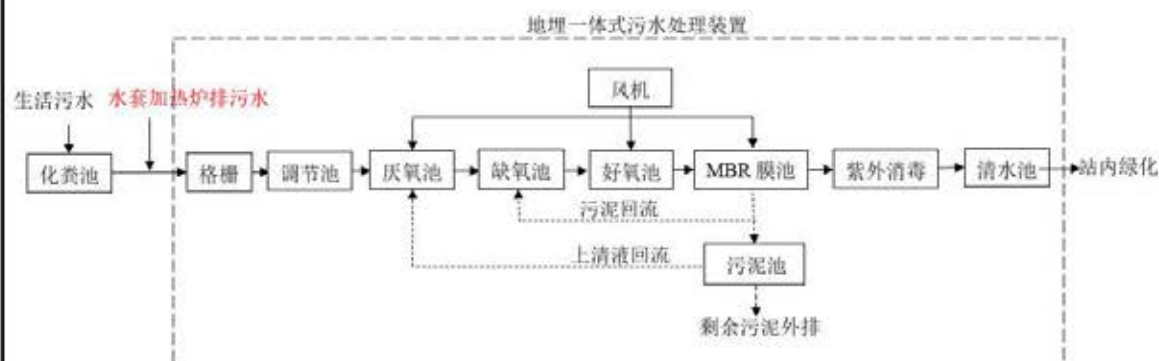 地埋一体式污水处理装置
生活污水
水套加热炉排污水
风机
化粪池
格栅
调节池
厌氧池
缺氧池
好氧池
MBR 膜池
紫外消毒
清水池
站内绿化
污泥回流
上清液回流
污泥池
剩余污泥外排